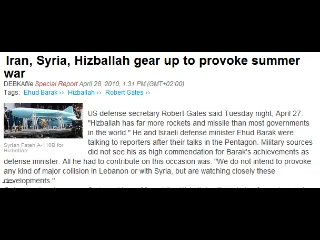 Iran, Syria, Hizballah gear up to provoke summer
war
DEBKAfile Special Report April 28, 2010, 1:31 PM (GMT+02:00)
Tags: Ehud Barak ›› Hizballah ›› Robert Gates ››
US defense secretary Robert Gates said Tuesday night, April 27.
"Hizballah has far more rockets and missile than most governments
in the world." He and Israeli defense minister Ehud Barak were
talking to reporters after their talks in the Pentagon. Military sources
did not see his as high commendation for Barak's achievements as
defense minister. All he had to contribute on this occasion was: "We do not intend to provoke
any kind of major collision in Lebanon or with Syria, but are watching closely these
developments."
Syrian Fateh A-110B for
Hizballah